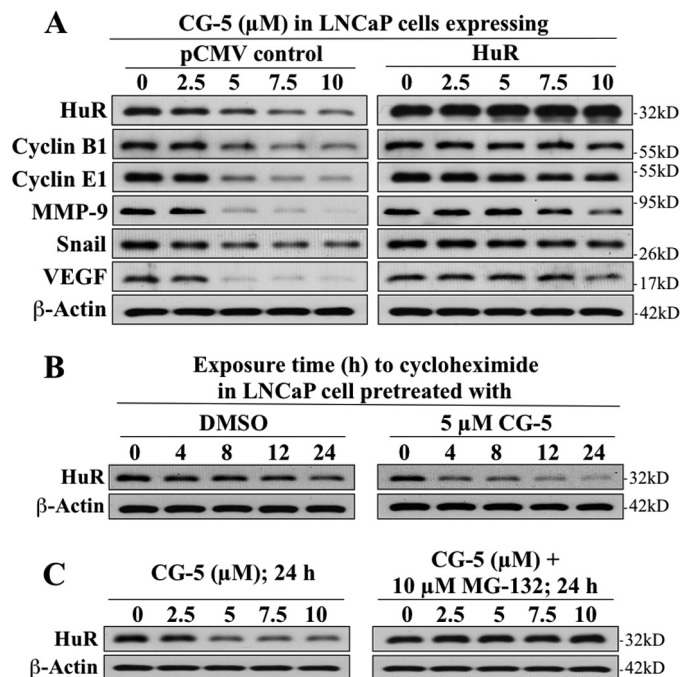 A
CG-5 (μM) in LNCaP cells expressing
pCMV control HuR
0 2.5 5 7.5 10 0 2.5 5 7.5 10
HuR -32kD
Cyclin B1 -55kD
Cyclin E1 -55kD
MMP-9 -95kD
Snail -26kD
VEGF -17kD
β-Actin -42kD
B
Exposure time (h) to cycloheximide
in LNCaP cell pretreated with
DMSO 5 μM CG-5
0 4 8 12 24 0 4 8 12 24
HuR -32kD
β-Actin -42kD
C
CG-5 (μM); 24 h CG-5 (μM) +
10 μM MG-132; 24 h
0 2.5 5 7.5 10 0 2.5 5 7.5 10
HuR -32kD
β-Actin -42kD